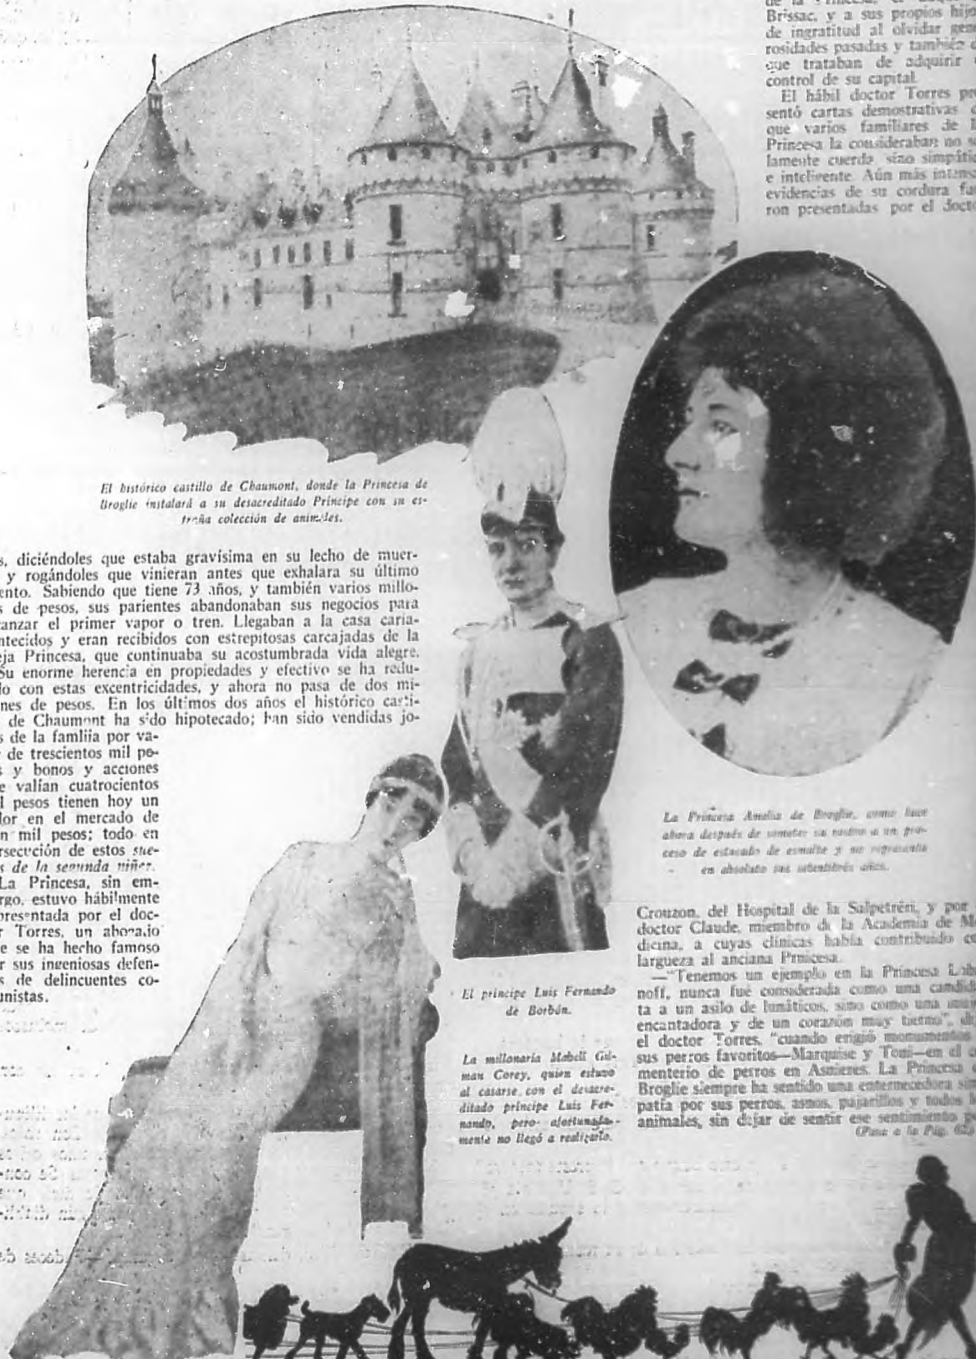 Brissac, y a sus propios hijo
de ingratitud al olvidar gene
rosidades pasadas y también
que trataban de adquirir
control de su capital.
El hábil doctor Torres pre
sentó cartas demostrativas d
que varios familiares de l
Princesa la consideraban no so
lamente cuerda sino simpátic
e inteligente. Aún más intensa
evidencias de su cordura fue
ron presentadas por el docto
El histórico castillo de Chaumont, donde la Princesa de
Broglie instalará a su desacreditado Príncipe con su ex-
traña colección de animales.
s, diciéndoles que estaba gravísima en su lecho de muer-
y rogándoles que vinieran antes que exhalara su último
ento. Sabiendo que tiene 73 años, y también varios millo-
s de pesos, sus parientes abandonaban sus negocios para
anzar el primer vapor o tren. Llegaban a la casa caria-
ntecidos y eran recibidos con estrepitosas carcajadas de la
eja Princesa, que continuaba su acostumbrada vida alegre.
Su enorme herencia en propiedades y efectivo se ha redu-
do con estas excentricidades, y ahora no pasa de dos mi-
nes de pesos. En los últimos dos años el histórico casti-
de Chaumont ha sido hipotecado; han sido vendidas jo-
s de la famliia por va-
de trescientos mil pe-
s y bonos y acciones
e valían cuatrocientos
l pesos tienen hoy un
lor en el mercado de
n mil pesos; todo en
rsecución de estos sue-
s de la segunda niñez.
La Princesa, sin em-
rgo, estuvo hábilmente
presentada por el doc-
r Torres, un abogado
e se ha hecho famoso
r sus ingeniosas defen-
s de delincuentes co-
unistas.
El príncipe Luis Fernando
de Borbón.
La millonaria Mabell Gil-
man Corey, quien estuvo
al casarse con el desacre-
ditado príncipe Luis Fer-
nando, pero afortunada-
mente no llegó a realizarlo.
La Princesa Amelia de Broglie, como luce
ahora después de someter su rostro a un pro-
ceso de estucado de esmalte y no representa
en absoluto sus setentitrés años.
Crouzon, del Hospital de la Salpetréri, y por
doctor Claude, miembro de la Academia de Me
dicina, a cuyas clínicas había contribuído con
largueza al anciana Princesa.
—"Tenemos un ejemplo en la Princesa Lob
noff, nunca fué considerada como una candida
ta a un asilo de lunáticos, sino como una mu
encantadora y de un corazón muy tierno", di
el doctor Torres, "cuando erigió monumentos
sus perros favoritos—Marquise y Toni—en el
menterio de perros en Asnieres. La Princesa
Broglie siempre ha sentido una enternecedora sim
patía por sus perros, asnos, pajarillos y todos l
animales, sin dejar de sentir ese sentimiento p
(Pasa a la Pág. 62)